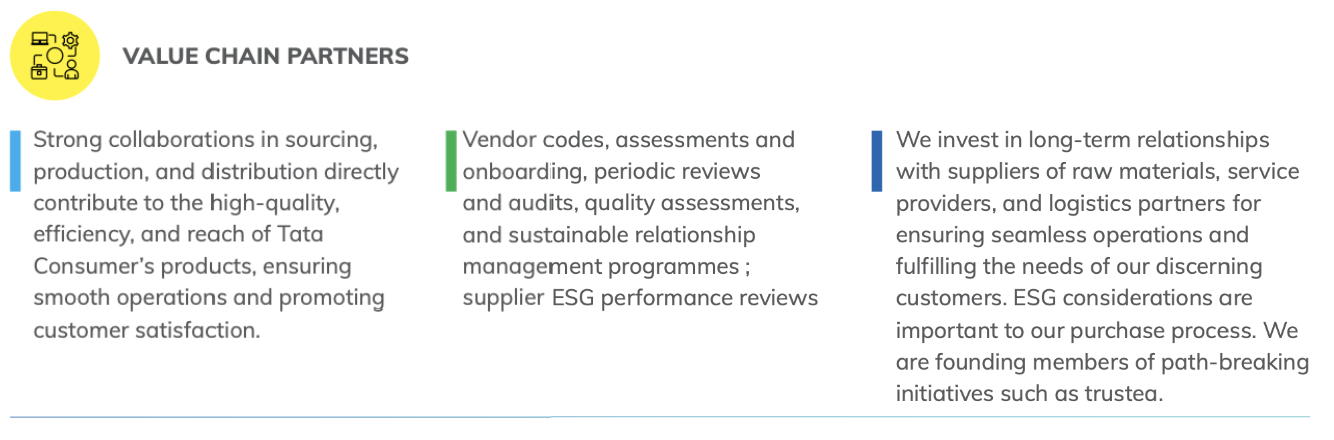 VALUE CHAIN PARTNERS
Strong collaborations in sourcing,
production, and distribution directly
contribute to the high-quality,
efficiency, and reach of Tata
Consumer’s products, ensuring
smooth operations and promoting
customer satisfaction.
Vendor codes, assessments and
onboarding, periodic reviews
and audits, quality assessments,
and sustainable relationship
management programmes ;
supplier ESG performance reviews
We invest in long-term relationships
with suppliers of raw materials, service
providers, and logistics partners for
ensuring seamless operations and
fulfilling the needs of our discerning
customers. ESG considerations are
important to our purchase process. We
are founding members of path-breaking
initiatives such as trustea.